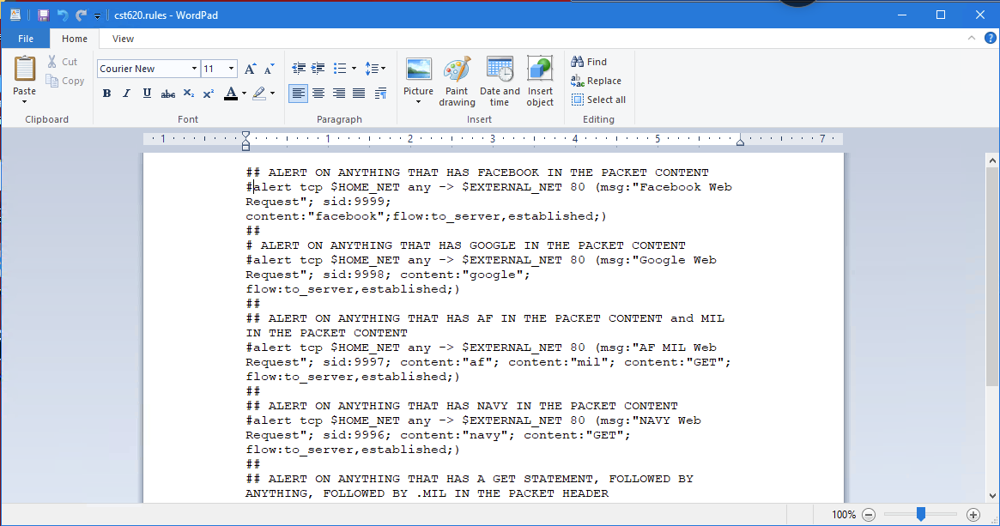 cst620.rules - WordPad
File
Home
View
Paste
Cut
Copy
Clipboard
Courier New
11
A A
B I U abc X₂ X² A
Font
Paragraph
Picture
Paint drawing
Date and time
Insert object
Insert
Find
Replace
Select all
Editing
1 1 2 3 4 5 7
## ALERT ON ANYTHING THAT HAS FACEBOOK IN THE PACKET CONTENT
#alert tcp $HOME_NET any -> $EXTERNAL_NET 80 (msg:"Facebook Web
Request"; sid:9999;
content:"facebook";flow:to_server,established;)
##
# ALERT ON ANYTHING THAT HAS GOOGLE IN THE PACKET CONTENT
#alert tcp $HOME_NET any -> $EXTERNAL_NET 80 (msg:"Google Web
Request"; sid:9998; content:"google";
flow:to_server,established;)
##
## ALERT ON ANYTHING THAT HAS AF IN THE PACKET CONTENT and MIL
IN THE PACKET CONTENT
#alert tcp $HOME_NET any -> $EXTERNAL_NET 80 (msg:"AF MIL Web
Request"; sid:9997; content:"af"; content:"mil"; content:"GET";
flow:to_server,established;)
##
## ALERT ON ANYTHING THAT HAS NAVY IN THE PACKET CONTENT
#alert tcp $HOME_NET any -> $EXTERNAL_NET 80 (msg:"NAVY Web
Request"; sid:9996; content:"navy"; content:"GET";
flow:to_server,established;)
##
## ALERT ON ANYTHING THAT HAS A GET STATEMENT, FOLLOWED BY
ANYTHING, FOLLOWED BY .MIL IN THE PACKET HEADER
100%